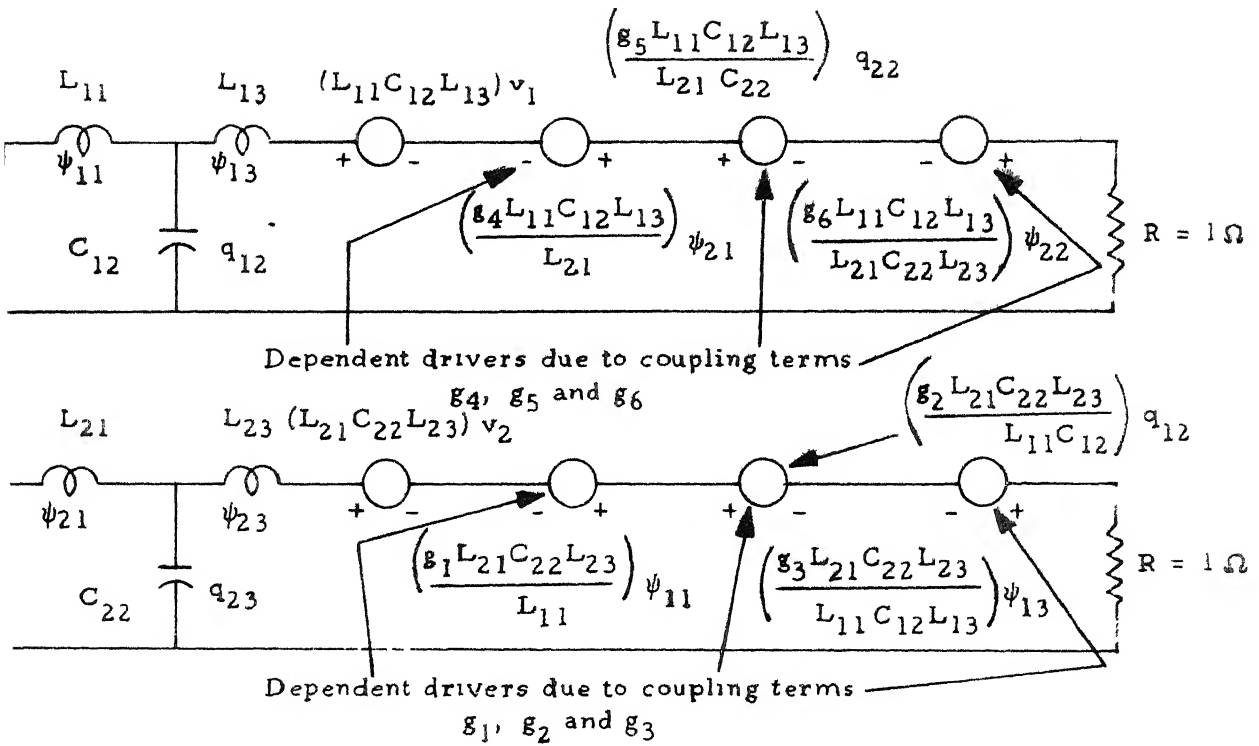 (g5L11C12L13 / L21 C22) q22
L11 L13 (L11C12L13) v1
+ - - + + - - +
ψ11 ψ13
C12 q12 (g4L11C12L13 / L21) ψ21 (g6L11C12L13 / L21C22L23) ψ22 R = 1Ω
Dependent drivers due to coupling terms
g4, g5 and g6
(g2L21C22L23 / L11C12) q12
L21 L23 (L21C22L23) v2
+ - - + + - - +
ψ21 ψ23
C22 q23 (g1L21C22L23 / L11) ψ11 (g3L21C22L23 / L11C12L13) ψ13 R = 1Ω
Dependent drivers due to coupling terms
g1, g2 and g3